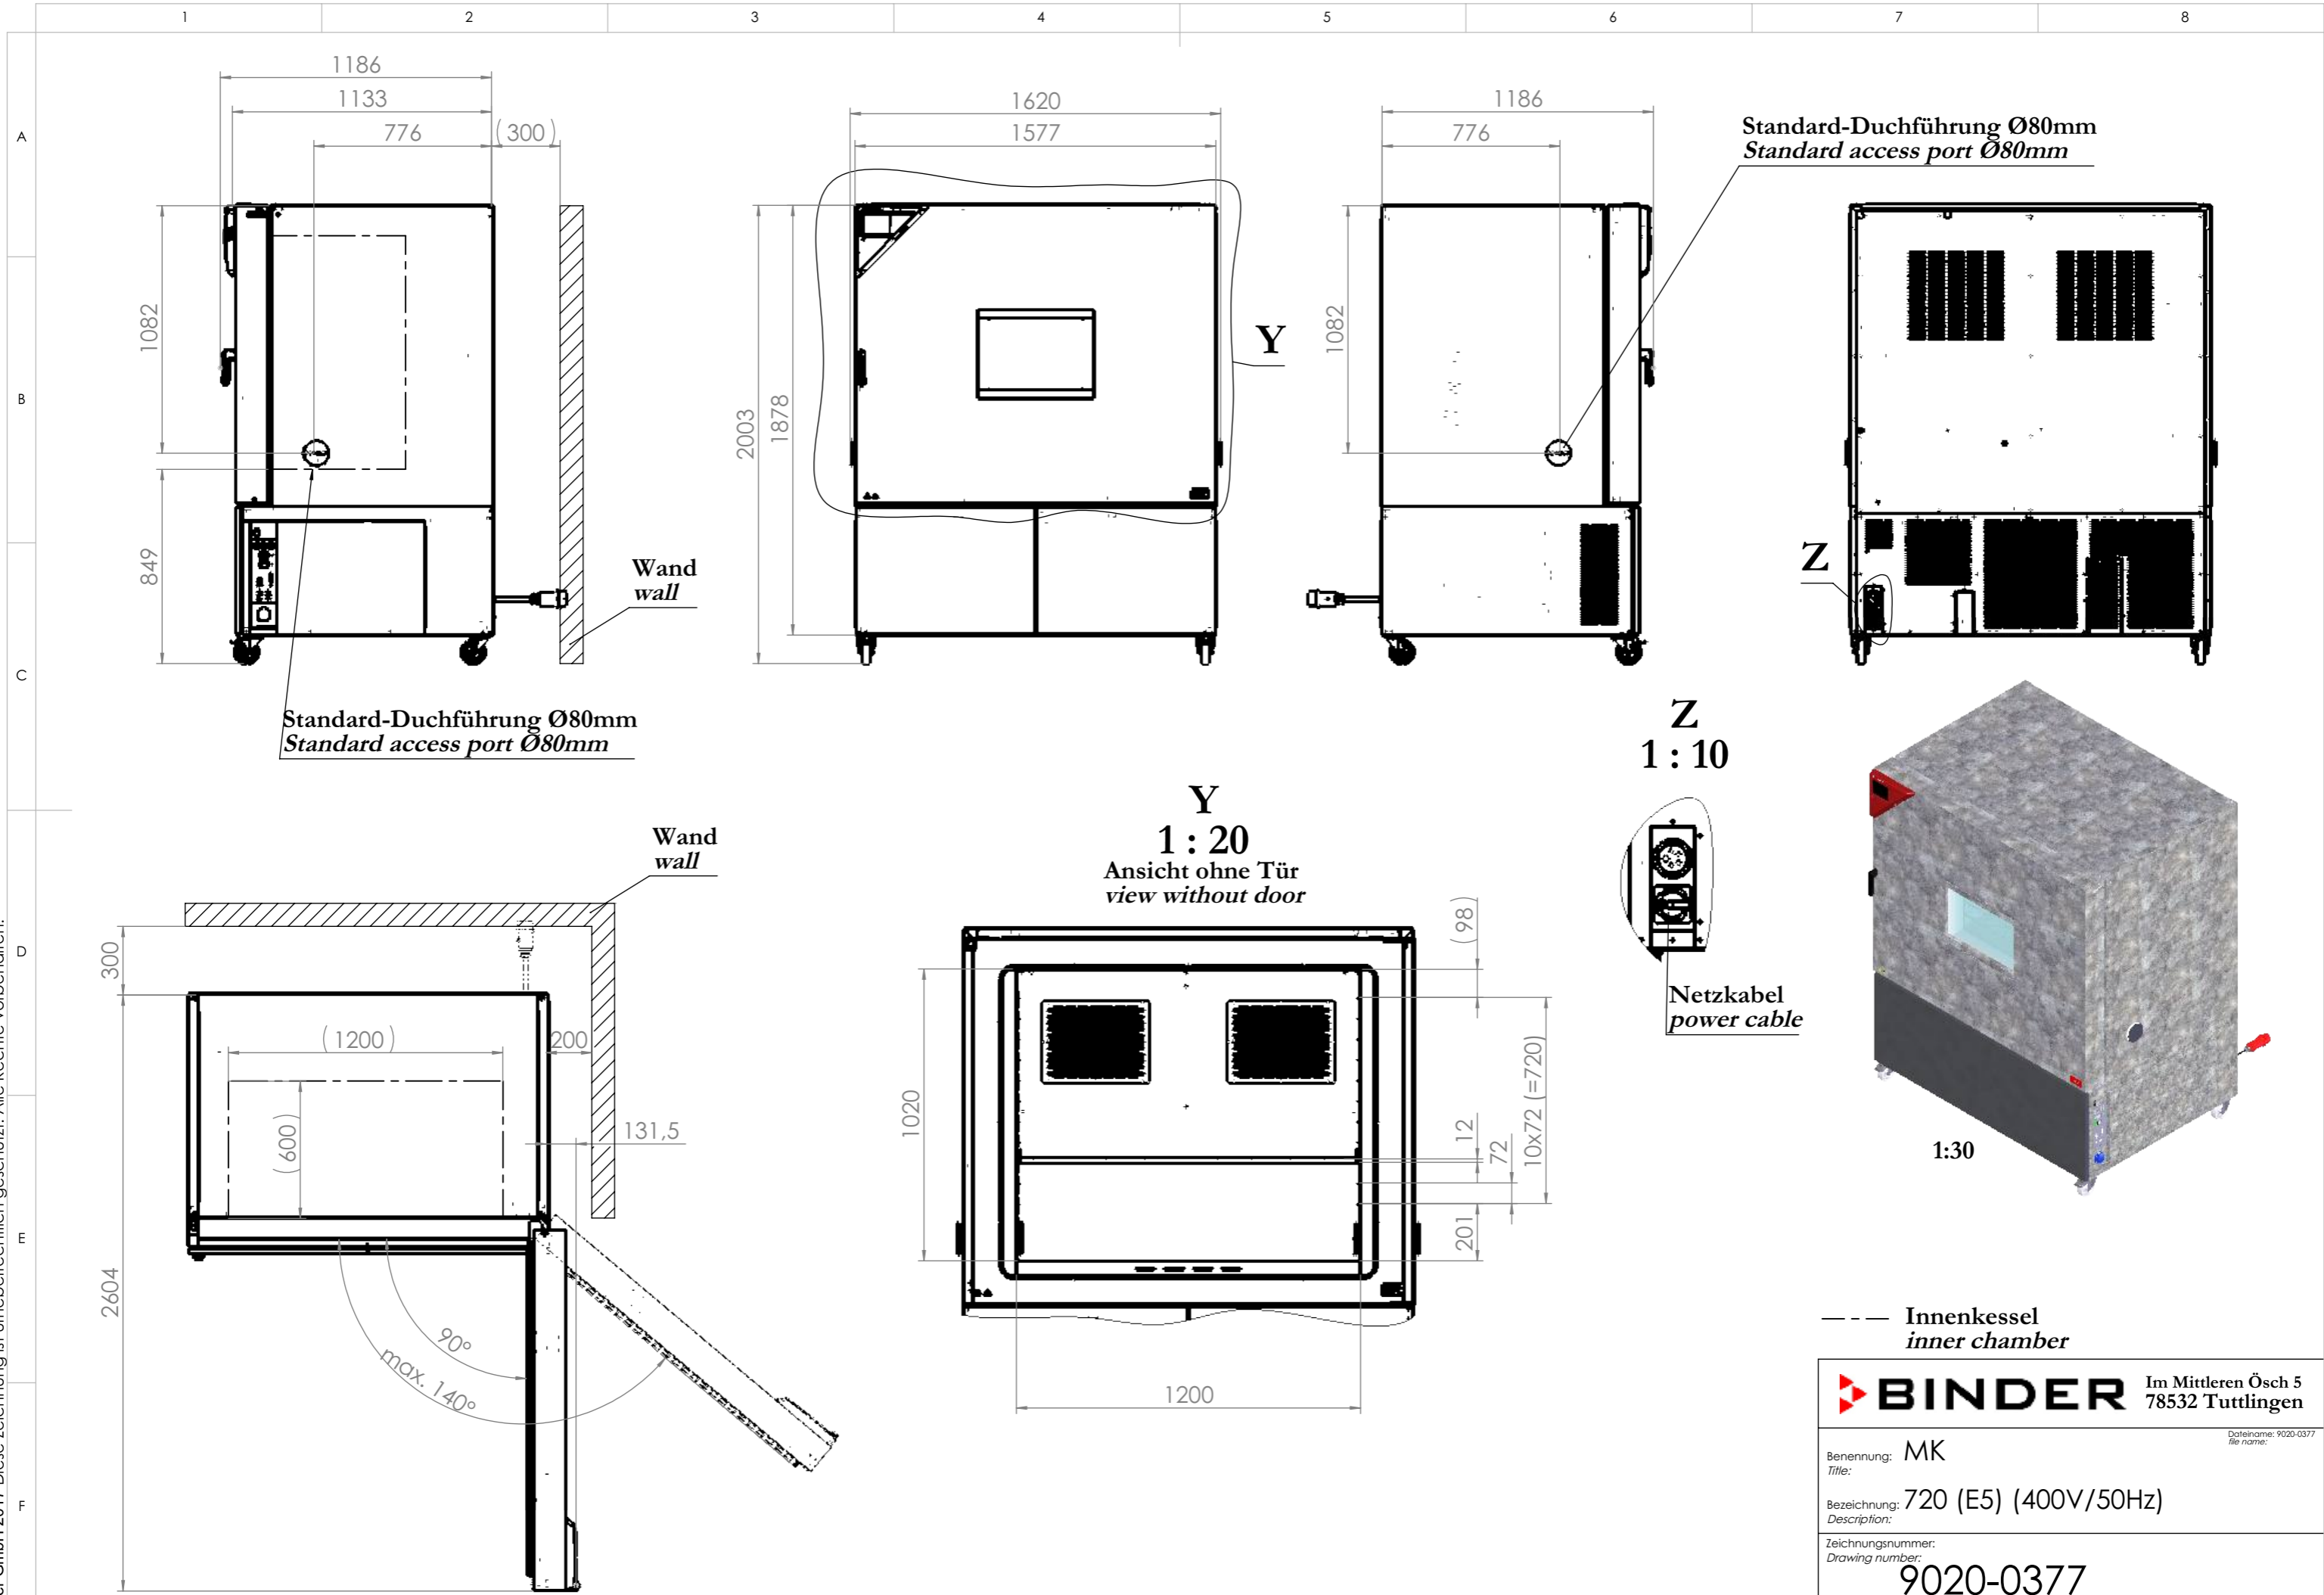 1 2 3 4 5 6 7 8
A
B
C
D
E
F
1186
1133
776
(300)
1082
849
Wand
wall
Standard-Duchführung Ø80mm
Standard access port Ø80mm
1620
1577
2003
1878
Y
1186
776
1082
Standard-Duchführung Ø80mm
Standard access port Ø80mm
Z
Wand
wall
300
2604
(1200)
200
(600)
131,5
90°
max. 140°
Y
1 : 20
Ansicht ohne Tür
view without door
(98)
1020
12
72
10x72 (=720)
201
1200
Z
1 : 10
Netzkabel
power cable
1:30
Innenkessel
inner chamber
BINDER
Im Mittleren Ösch 5
78532 Tuttlingen
Dateiname: 9020-0377
file name:
Benennung: MK
Title:
Bezeichnung: 720 (E5) (400V/50Hz)
Description:
Zeichnungsnummer:
Drawing number:
9020-0377